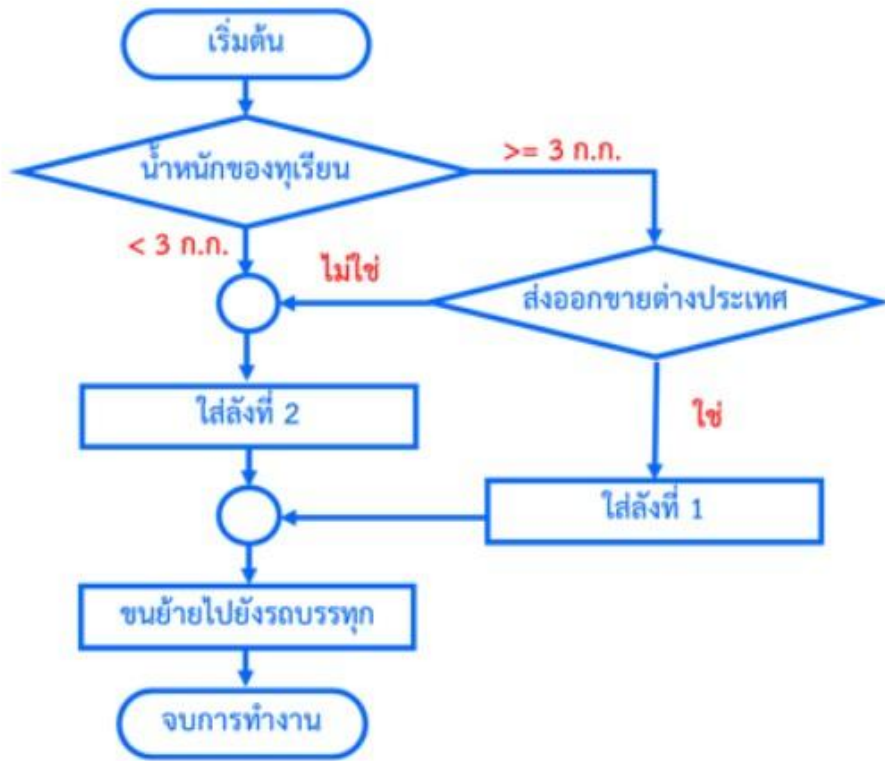 เริ่มต้น
น้ำหนักของทุเรียน
>= 3 ก.ก.
< 3 ก.ก.
ไม่ใช่
ส่งออกขายต่างประเทศ
ใส่ลังที่ 2
ใช่
ใส่ลังที่ 1
ขนย้ายไปยังรถบรรทุก
จบการทำงาน